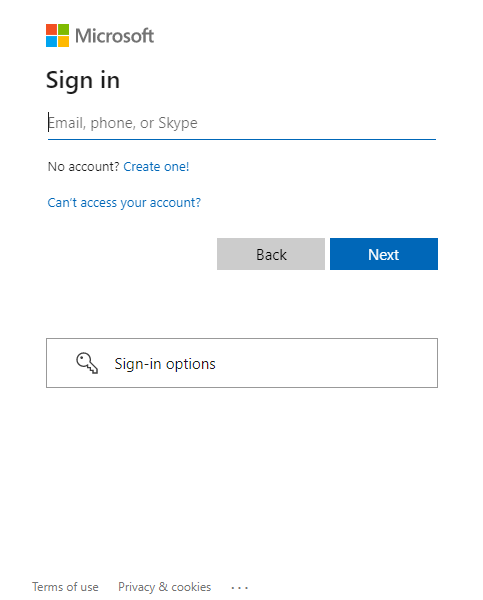 Microsoft
Sign in
Email, phone, or Skype
No account? Create one!
Can't access your account?
Back Next
Sign-in options
Terms of use Privacy & cookies ...